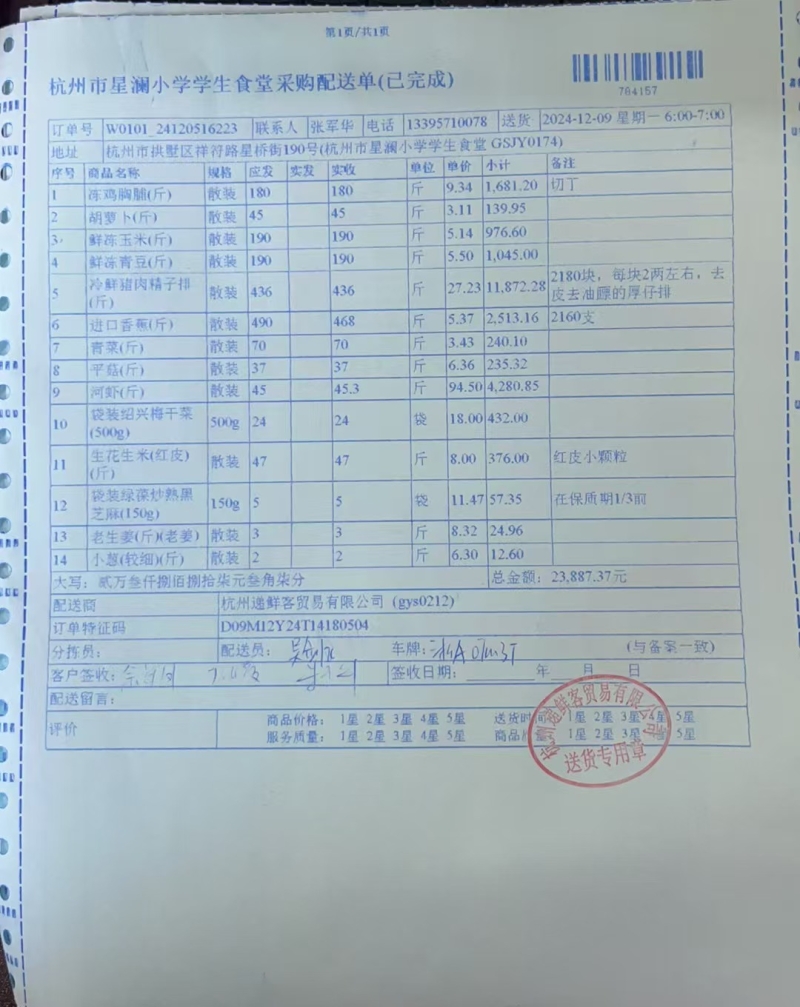 第1页/共1页
杭州市星澜小学学生食堂采购配送单(已完成)
764157
订单号 W0101_24120516223 联系人 张军华 电话 13395710078 送货 2024-12-09 星期一 6:00-7:00
地址 杭州市拱墅区祥符路星桥街190号(杭州市星澜小学学生食堂 GSJY0174)
序号 商品名称 规格 应发 实发 实收 单位 单价 小计 备注
1 冻鸡胸脯(斤) 散装 180 180 斤 9.34 1,681.20 切丁
2 胡萝卜(斤) 散装 45 45 斤 3.11 139.95
3 鲜冻玉米(斤) 散装 190 190 斤 5.14 976.60
4 鲜冻青豆(斤) 散装 190 190 斤 5.50 1,045.00
5 冷鲜猪肉精子排(斤) 散装 436 436 斤 27.23 11,872.28 2180块，每块2两左右，去皮去油膘的厚仔排
6 进口香蕉(斤) 散装 490 468 斤 5.37 2,513.16 2160支
7 青菜(斤) 散装 70 70 斤 3.43 240.10
8 平菇(斤) 散装 37 37 斤 6.36 235.32
9 河虾(斤) 散装 45 45.3 斤 94.50 4,280.85
10 袋装绍兴梅干菜(500g) 500g 24 24 袋 18.00 432.00
11 生花生米(红皮)(斤) 散装 47 47 斤 8.00 376.00 红皮小颗粒
12 袋装绿葆炒熟黑芝麻(150g) 150g 5 5 袋 11.47 57.35 在保质期1/3前
13 老生姜(斤)(老姜) 散装 3 3 斤 8.32 24.96
14 小葱(较细)(斤) 散装 2 2 斤 6.30 12.60
大写：贰万叁仟捌佰捌拾柒元叁角柒分 总金额：23,887.37元
配送商 杭州递鲜客贸易有限公司 (gys0212)
订单特征码 D09M12Y24T14180504
分拣员： 配送员： 车牌： (与备案一致)
客户签收： 签收日期： 年 月 日
配送留言：
评价 商品价格： 1星 2星 3星 4星 5星 送货时间 1星 2星 3星 4星 5星
服务质量： 1星 2星 3星 4星 5星 商品 1星 2星 3星 5星
杭州递鲜客贸易有限公司
送货专用章